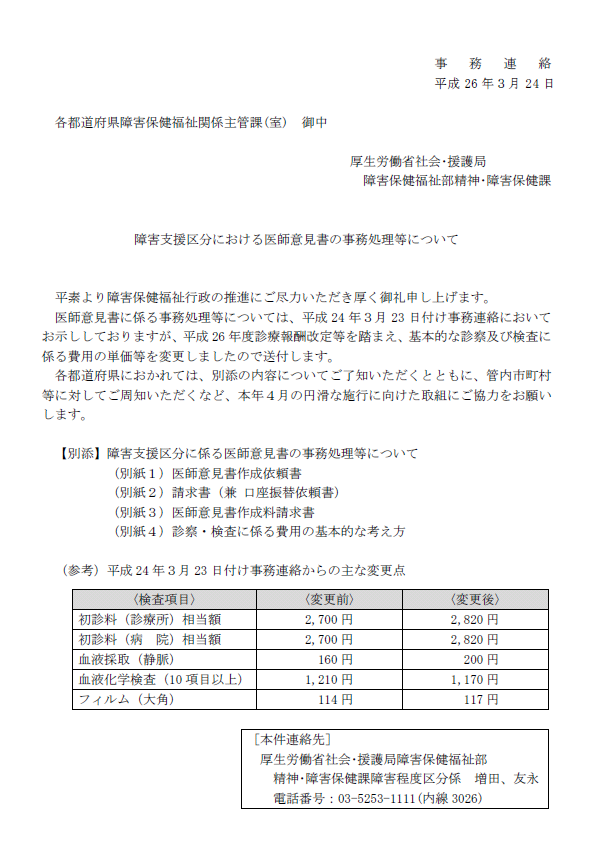 事　務　連　絡
平成 26 年３月 24 日
各都道府県障害保健福祉関係主管課(室)　御中
厚生労働省社会･援護局
障害保健福祉部精神･障害保健課
障害支援区分における医師意見書の事務処理等について
平素より障害保健福祉行政の推進にご尽力いただき厚く御礼申し上げます。
医師意見書に係る事務処理等については、平成 24 年３月 23 日付け事務連絡において
お示ししておりますが、平成 26 年度診療報酬改定等を踏まえ、基本的な診察及び検査に
係る費用の単価等を変更しましたので送付します。
各都道府県におかれては、別添の内容についてご了知いただくとともに、管内市町村
等に対してご周知いただくなど、本年４月の円滑な施行に向けた取組にご協力をお願い
します。
【別添】障害支援区分に係る医師意見書の事務処理等について
（別紙１）医師意見書作成依頼書
（別紙２）請求書（兼 口座振替依頼書）
（別紙３）医師意見書作成料請求書
（別紙４）診察・検査に係る費用の基本的な考え方
（参考）平成 24 年３月 23 日付け事務連絡からの主な変更点
〈検査項目〉 〈変更前〉 〈変更後〉
初診料（診療所）相当額 2,700 円 2,820 円
初診料（病　院）相当額 2,700 円 2,820 円
血液採取（静脈） 160 円 200 円
血液化学検査（10 項目以上） 1,210 円 1,170 円
フィルム（大角） 114 円 117 円
［本件連絡先］
厚生労働省社会･援護局障害保健福祉部
精神･障害保健課障害程度区分係　増田、友永
電話番号：03-5253-1111(内線 3026)